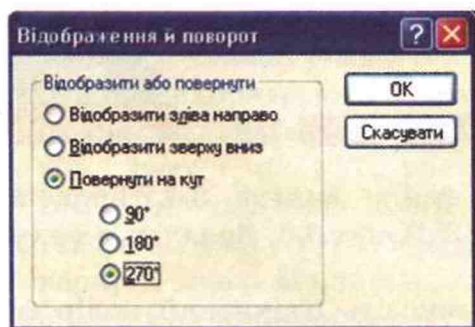 Відображення й поворот
Відобразити або повернути
Відобразити зліва направо
Відобразити зверху вниз
Повернути на кут
90°
180°
270°
OK
Скасувати